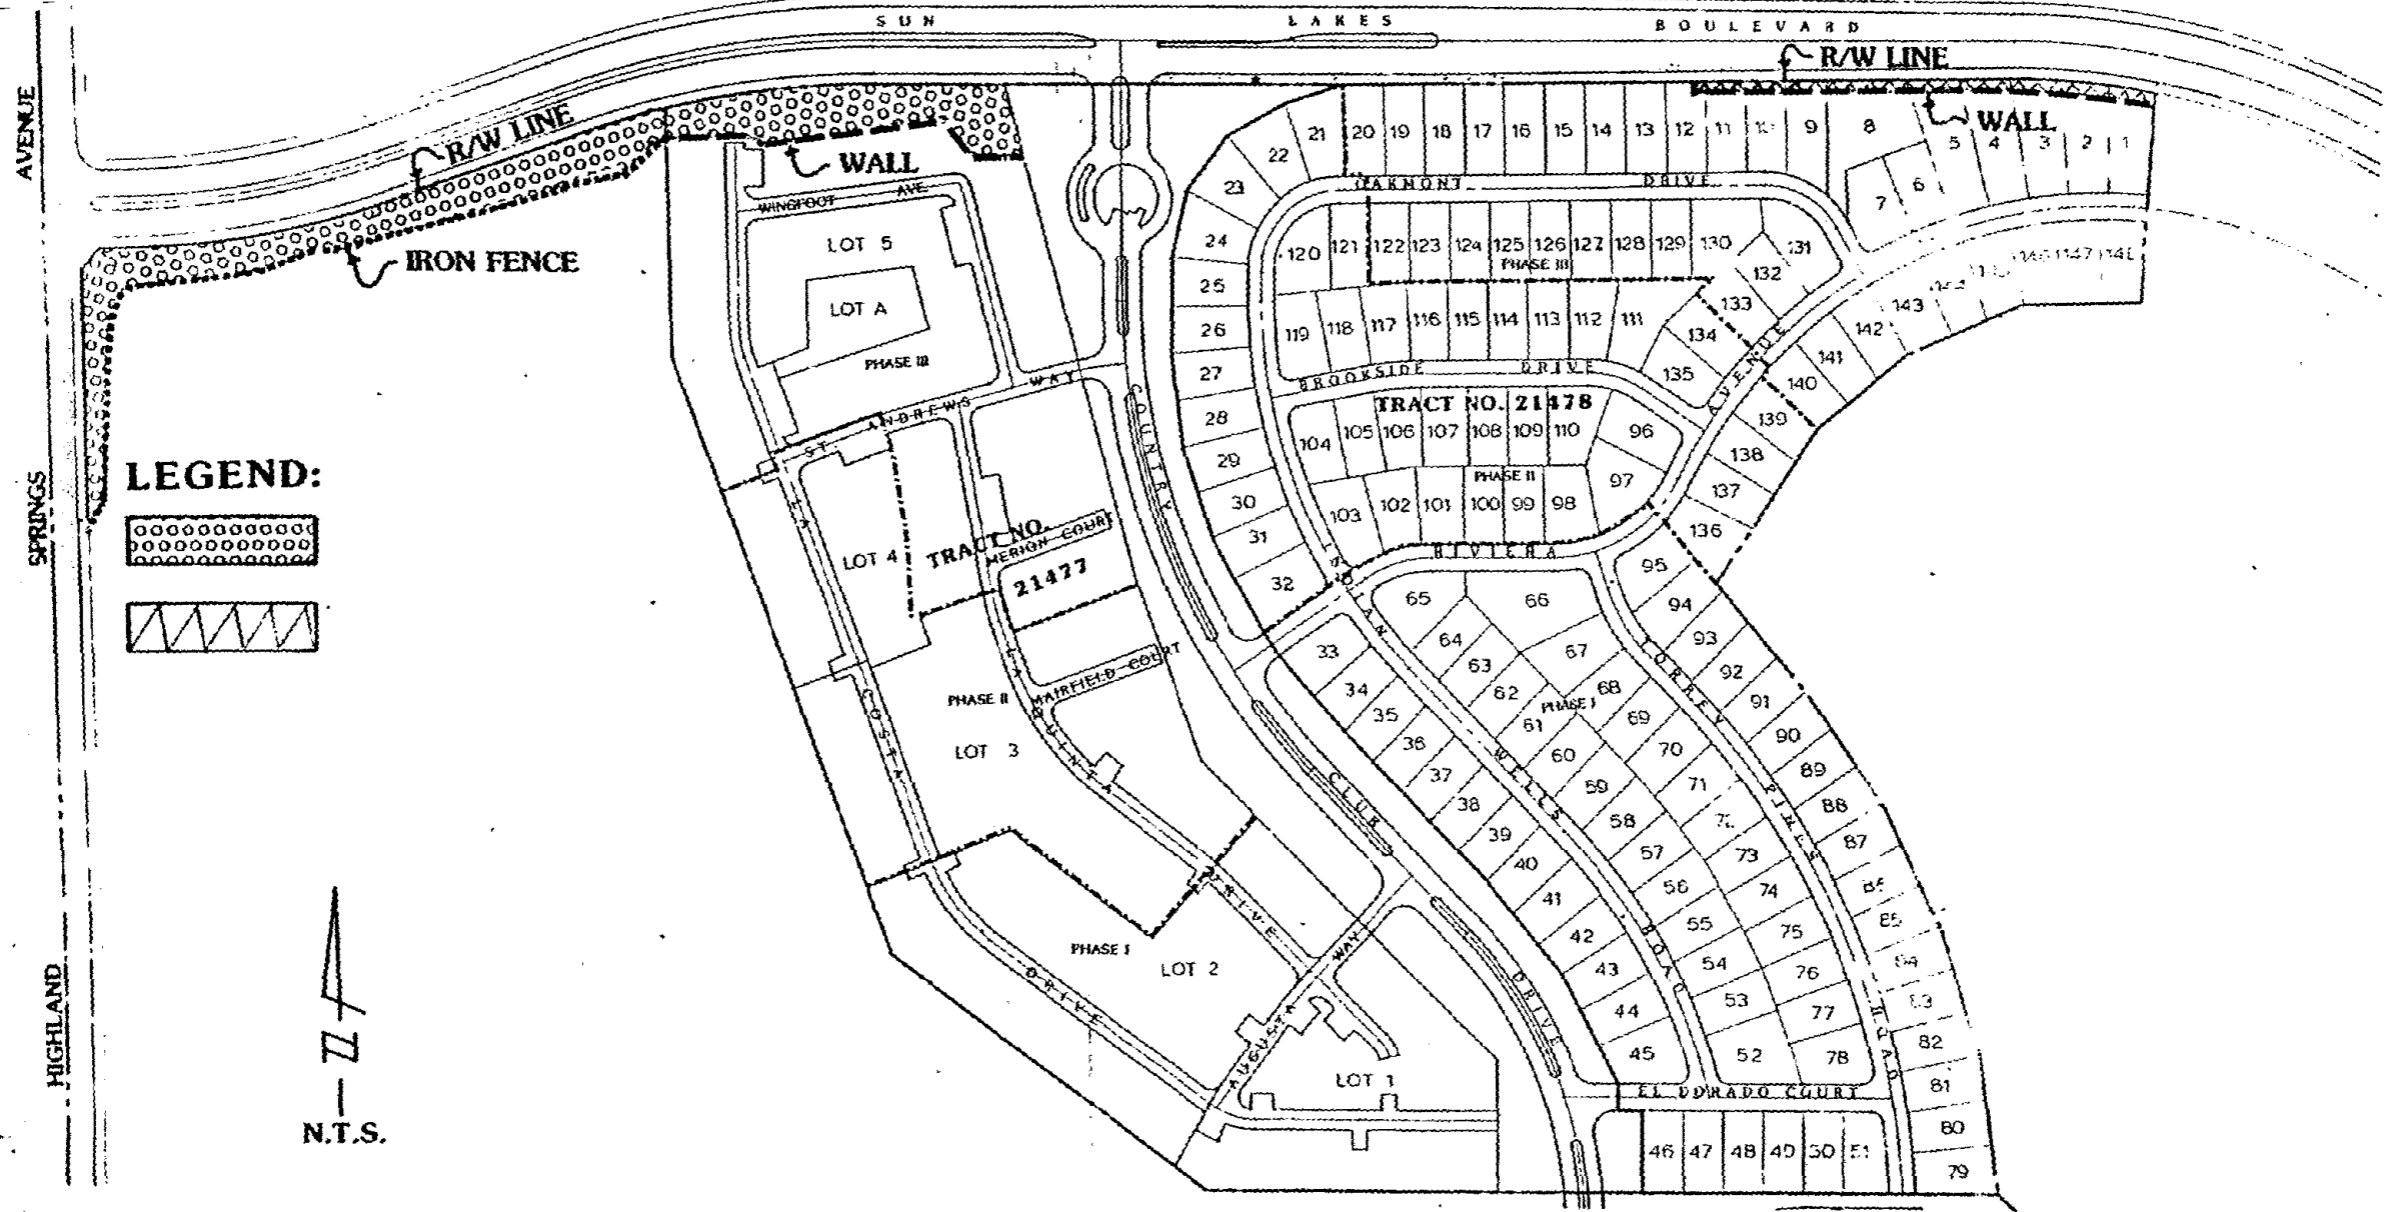 SUN LAKES BOULEVARD
R/W LINE
AVENUE
R/W LINE
WALL
WALL
21 20 19 18 17 16 15 14 13 12 11 9 8
5 4 3 2 1
22
23
7 6
OAKMONT DRIVE
WINGFOOT AVE.
LOT 5
IRON FENCE
LOT A
PHASE III
24
25
26
27
28
29
30
31
32
120 121 122 123 124 125 126 127 128 129 130
131
132
133
134
135
PHASE III
119 118 117 116 115 114 113 112 111
143
142
141
140
139
138
137
136
147
BROOKSIDE DRIVE
AVENUE
ST. ANDREWS WAY
COUNTRY CLUB DRIVE
TRACT NO. 21478
104 105 106 107 108 109 110
96
97
PHASE II
103 102 101 100 99 98
LEGEND:
SPRINGS
LOT 4
TRACT NO.
MERION COURT
21477
RIVIERA
95
94
93
92
91
90
89
88
87
85
82
81
80
79
65
66
64
63
62
61
67
68
69
70
71
PHASE I
60
59
58
57
56
55
54
53
52
73
74
75
76
77
78
33
34
35
36
37
38
39
40
41
42
43
44
45
WELLS ROAD
TORREY PINES ROAD
LA COSTA DRIVE
LA QUINTA DRIVE
PHASE II
LOT 3
PHASE I
LOT 2
AUGUSTA WAY
LOT 1
EL DORADO COURT
46 47 48 49 50 51
HIGHLAND
N
N.T.S.